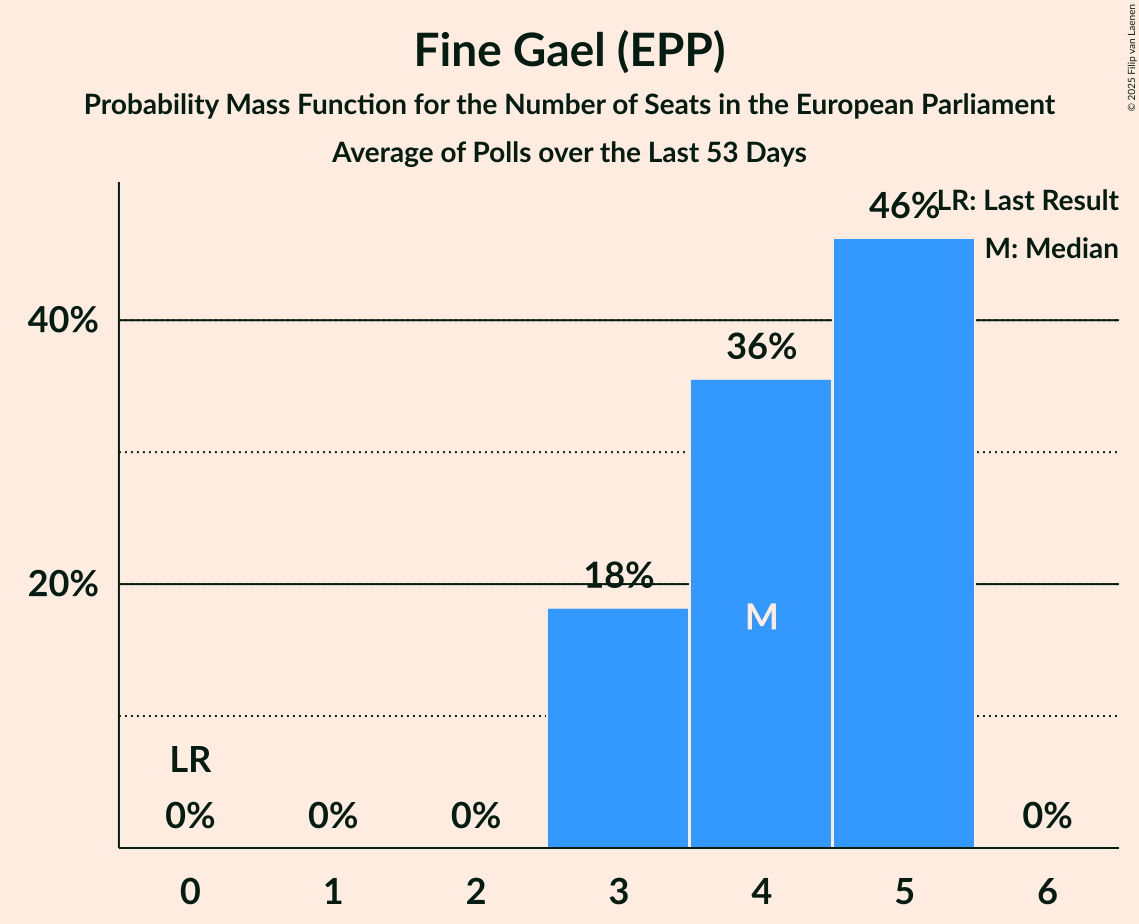 Fine Gael (EPP)
Probability Mass Function for the Number of Seats in the European Parliament
Average of Polls over the Last 53 Days
© 2025 Filip van Laenen
LR: Last Result
M: Median
46%
40%
36%
20%
18%
M
LR
0%
0%
0%
0%
0
1
2
3
4
5
6